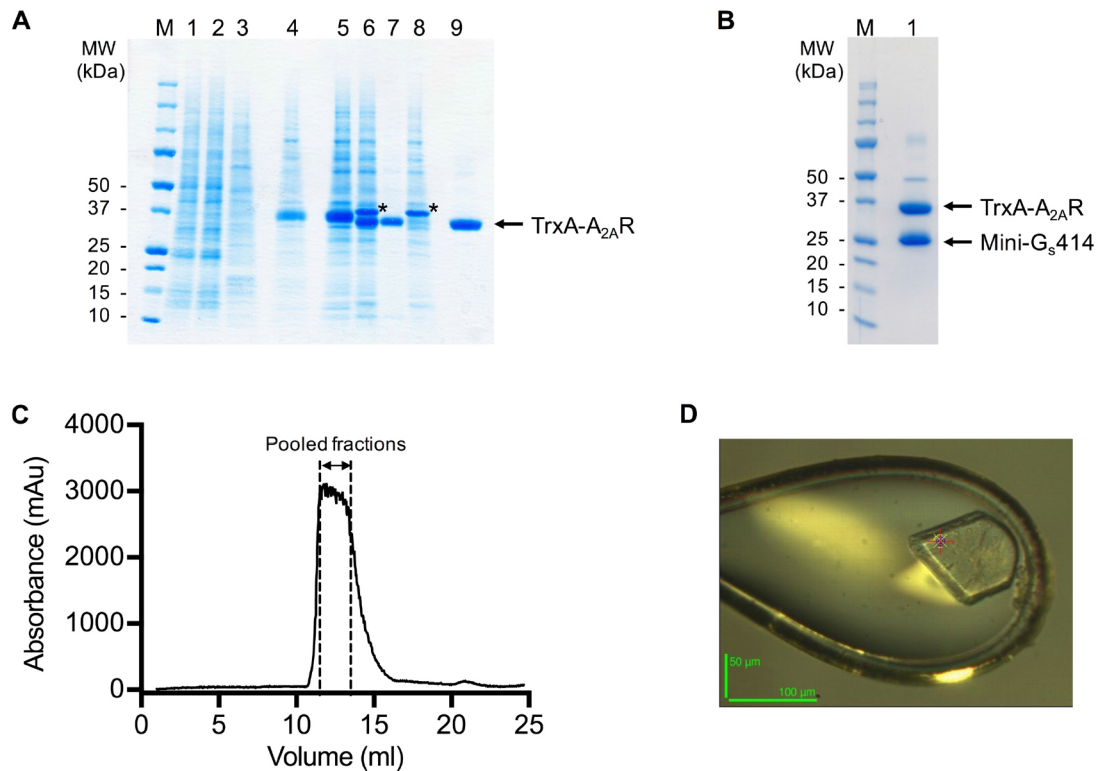 A
M 1 2 3 4 5 6 7 8 9
MW
(kDa)
50 -
37 -
25 -
20 -
15 -
10 -
*
*
TrxA-A2AR
B
M 1
MW
(kDa)
50 -
37 -
25 -
20 -
15 -
10 -
TrxA-A2AR
Mini-Gs414
C
4000
3000
2000
1000
0
Absorbance (mAu)
Pooled fractions
0 5 10 15 20 25
Volume (ml)
D
50 µm
100 µm